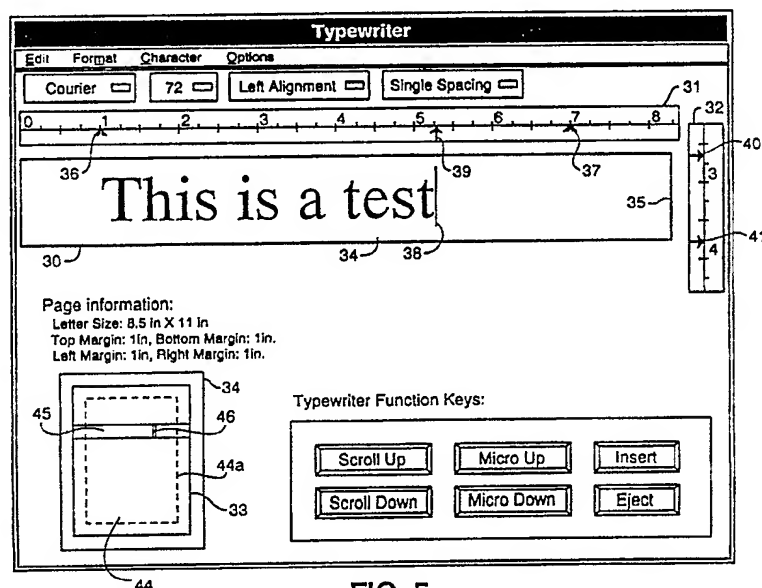 Typewriter
Edit Format Character Options
Courier 72 Left Alignment Single Spacing
31
32
0 1 2 3 4 5 6 7 8
36 39 37
40
3
This is a test
35
41
4
30 34 38
Page information:
Letter Size: 8.5 in X 11 in
Top Margin: 1in, Bottom Margin: 1in.
Left Margin: 1in, Right Margin: 1in.
34
45 46
44a
33
44
Typewriter Function Keys:
Scroll Up Micro Up Insert
Scroll Down Micro Down Eject
FIG. 5